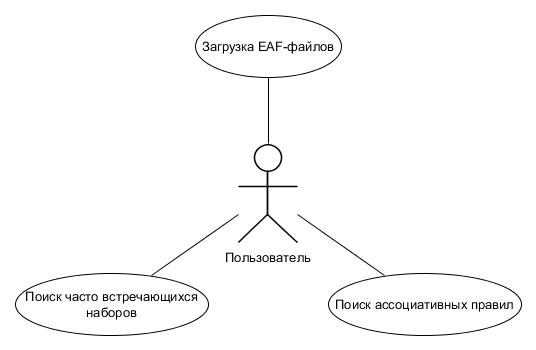 Загрузка EAF-файлов
Пользователь
Поиск часто встречающихся
наборов
Поиск ассоциативных правил